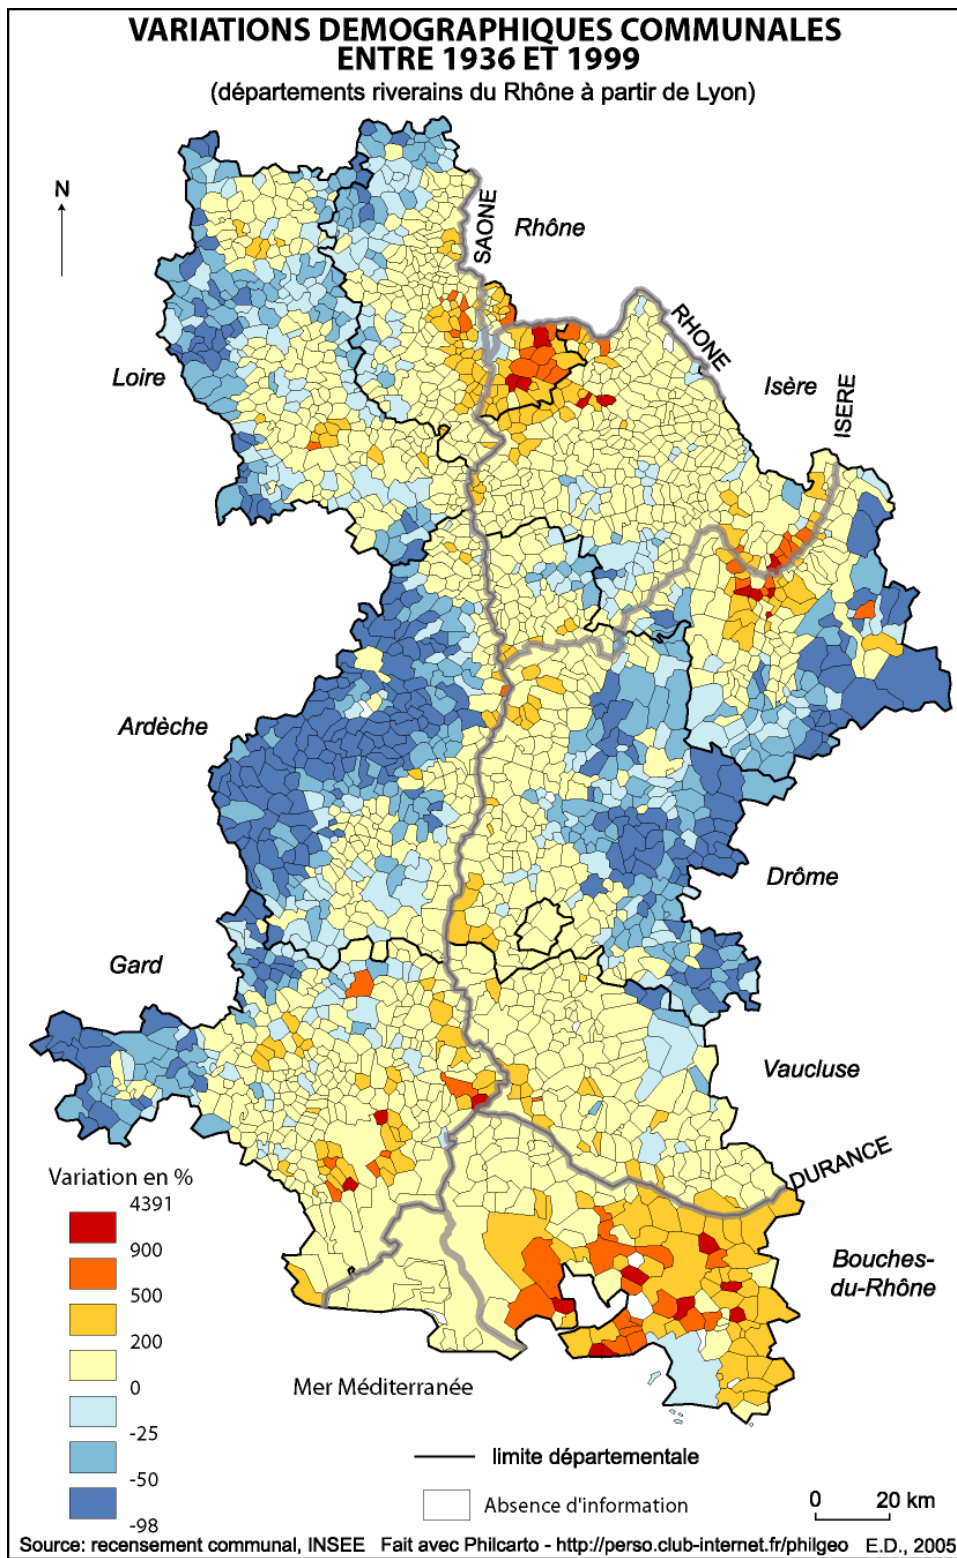 VARIATIONS DEMOGRAPHIQUES COMMUNALES
ENTRE 1936 ET 1999
(départements riverains du Rhône à partir de Lyon)
N
SAONE
Rhône
RHONE
Loire
Isère
ISERE
Ardèche
Drôme
Gard
Vaucluse
DURANCE
Bouches-
du-Rhône
Variation en %
4391
900
500
200
0
-25
-50
-98
Mer Méditerranée
limite départementale
Absence d'information
0 20 km
Source: recensement communal, INSEE Fait avec Philcarto - http://perso.club-internet.fr/philgeo E.D., 2005